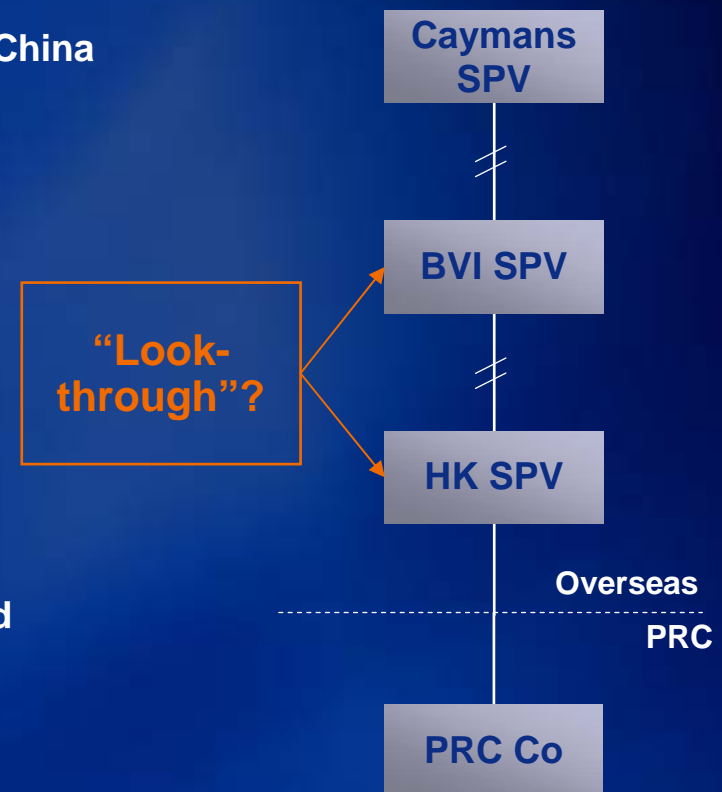 China
Caymans
SPV
BVI SPV
“Look-
through”?
HK SPV
Overseas
d
PRC
PRC Co